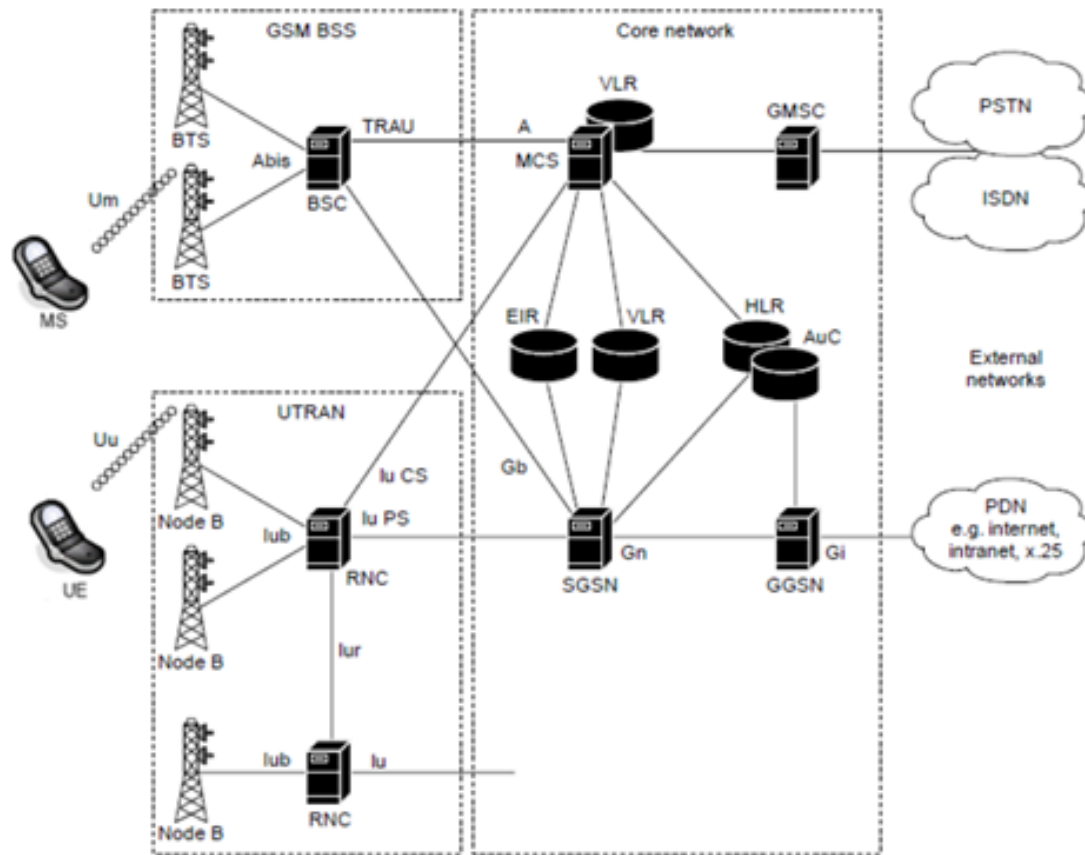 GSM BSS
Core network
VLR
GMSC
PSTN
BTS
TRAU
A
Abis
MCS
BSC
ISDN
Um
BTS
MS
EIR
VLR
HLR
AuC
External
networks
UTRAN
Uu
Iu CS
Gb
Node B
Iu PS
Iub
RNC
Gn
SGSN
Gi
GGSN
PDN
e.g. internet,
intranet, x.25
UE
Node B
Iur
Iub
Iu
RNC
Node B